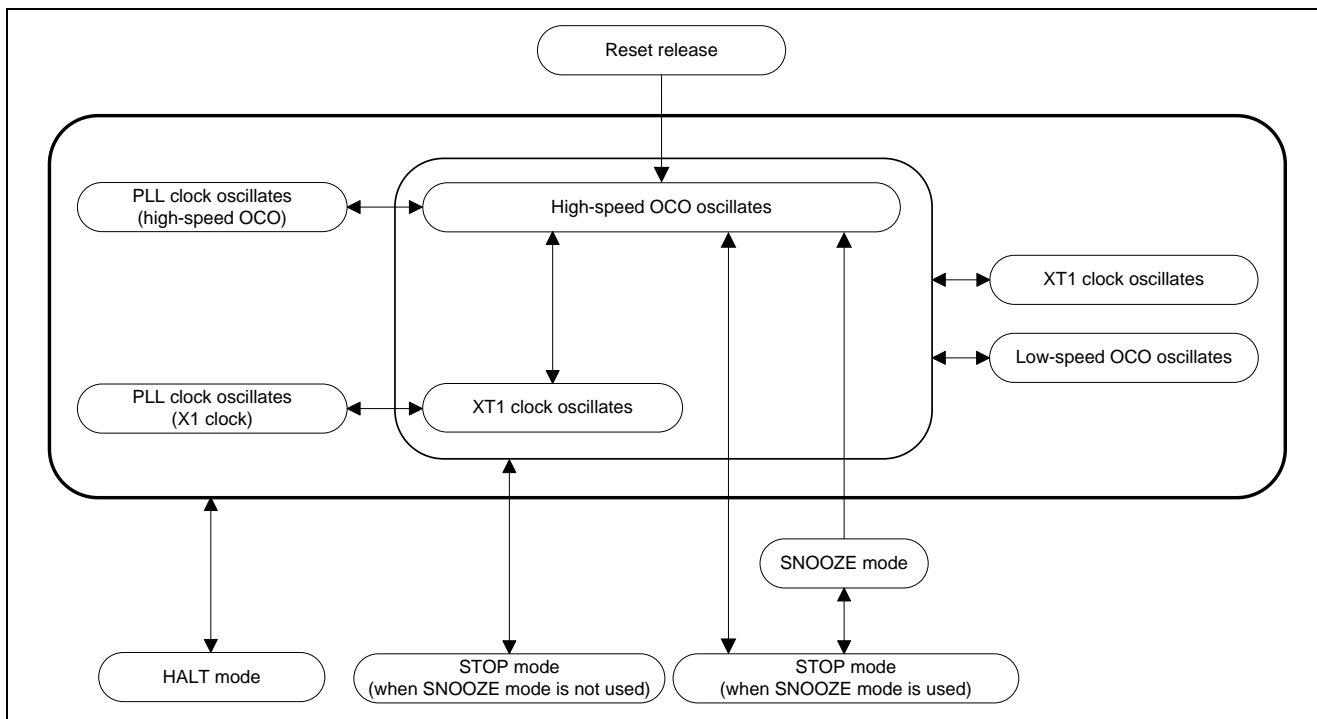 Reset release
PLL clock oscillates
(high-speed OCO)
High-speed OCO oscillates
XT1 clock oscillates
Low-speed OCO oscillates
PLL clock oscillates
(X1 clock)
XT1 clock oscillates
SNOOZE mode
HALT mode
STOP mode
(when SNOOZE mode is not used)
STOP mode
(when SNOOZE mode is used)